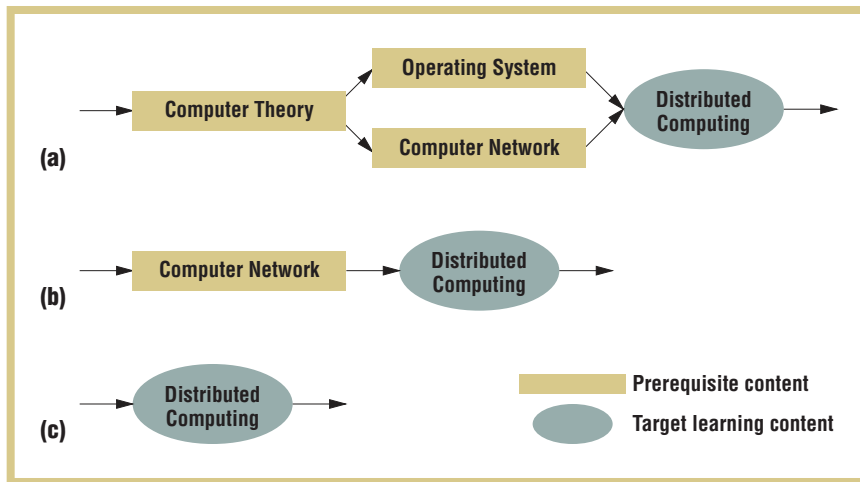 Operating System
Computer Theory
Distributed
Computing
Computer Network
(a)
Computer Network
Distributed
Computing
(b)
Distributed
Computing
(c)
Prerequisite content
Target learning content